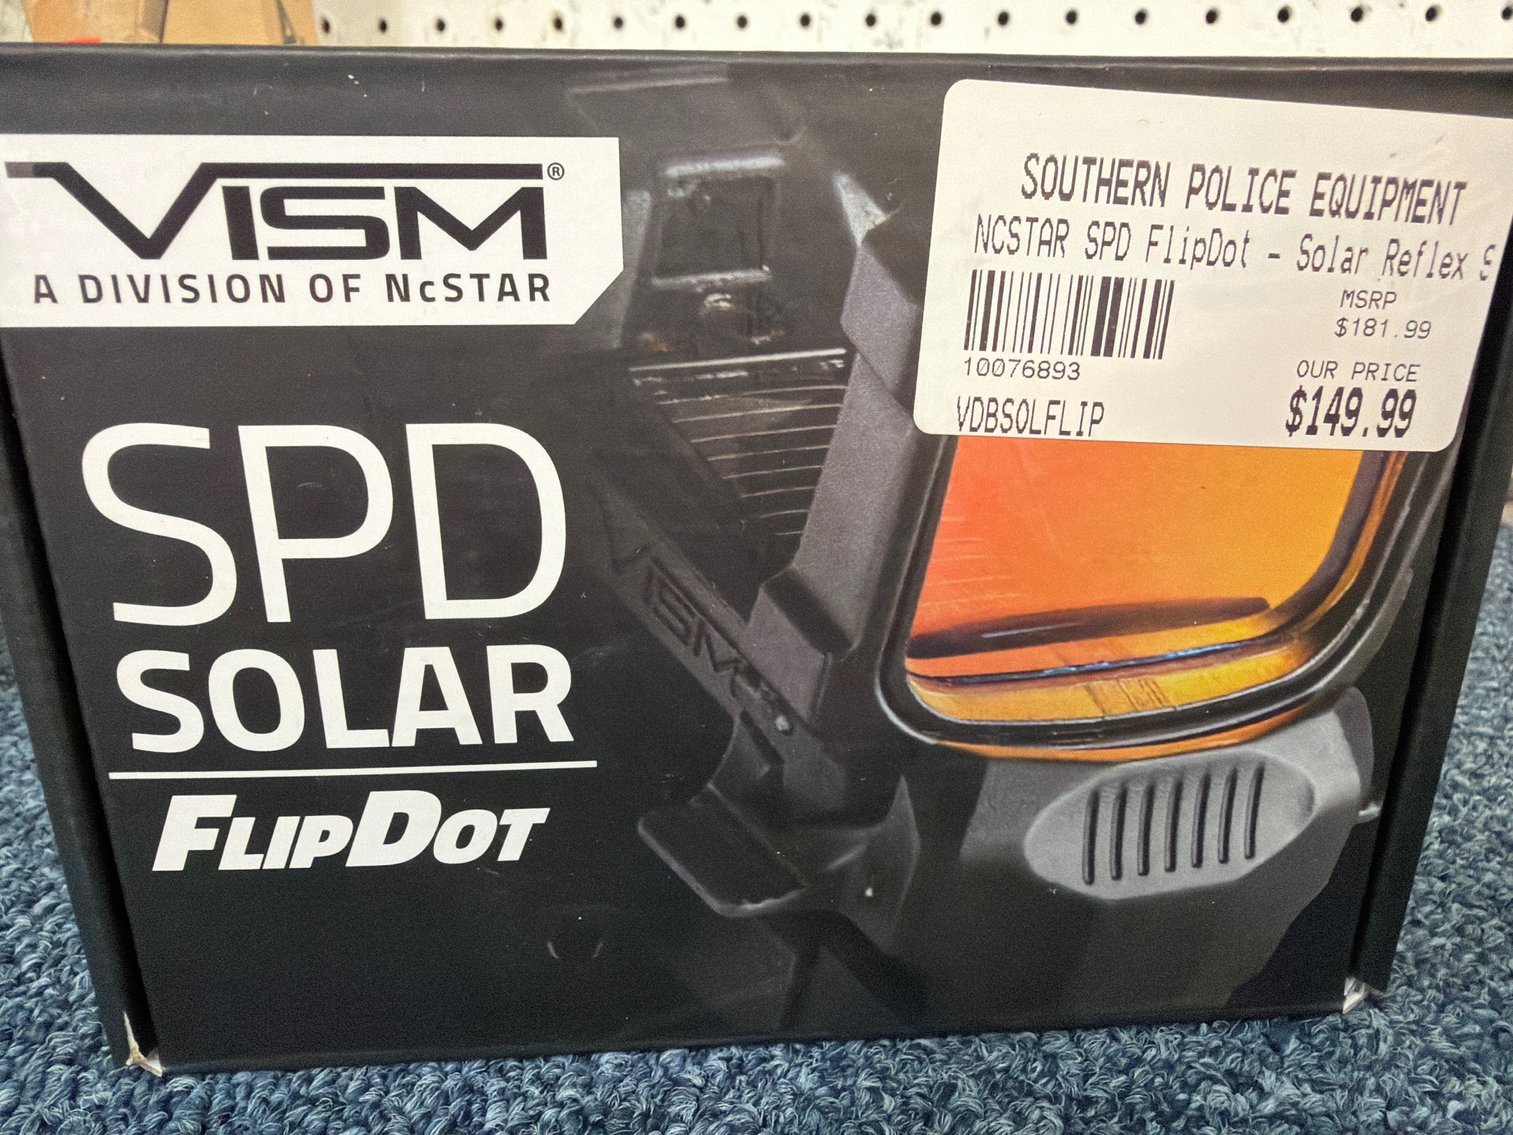 VISM®
A DIVISION OF NcSTAR
SPD
SOLAR
FLIPDOT
SOUTHERN POLICE EQUIPMENT
NCSTAR SPD FlipDot - Solar Reflex S
MSRP
$181.99
10076893
OUR PRICE
$149.99
VDBSOLFLIP
VISM